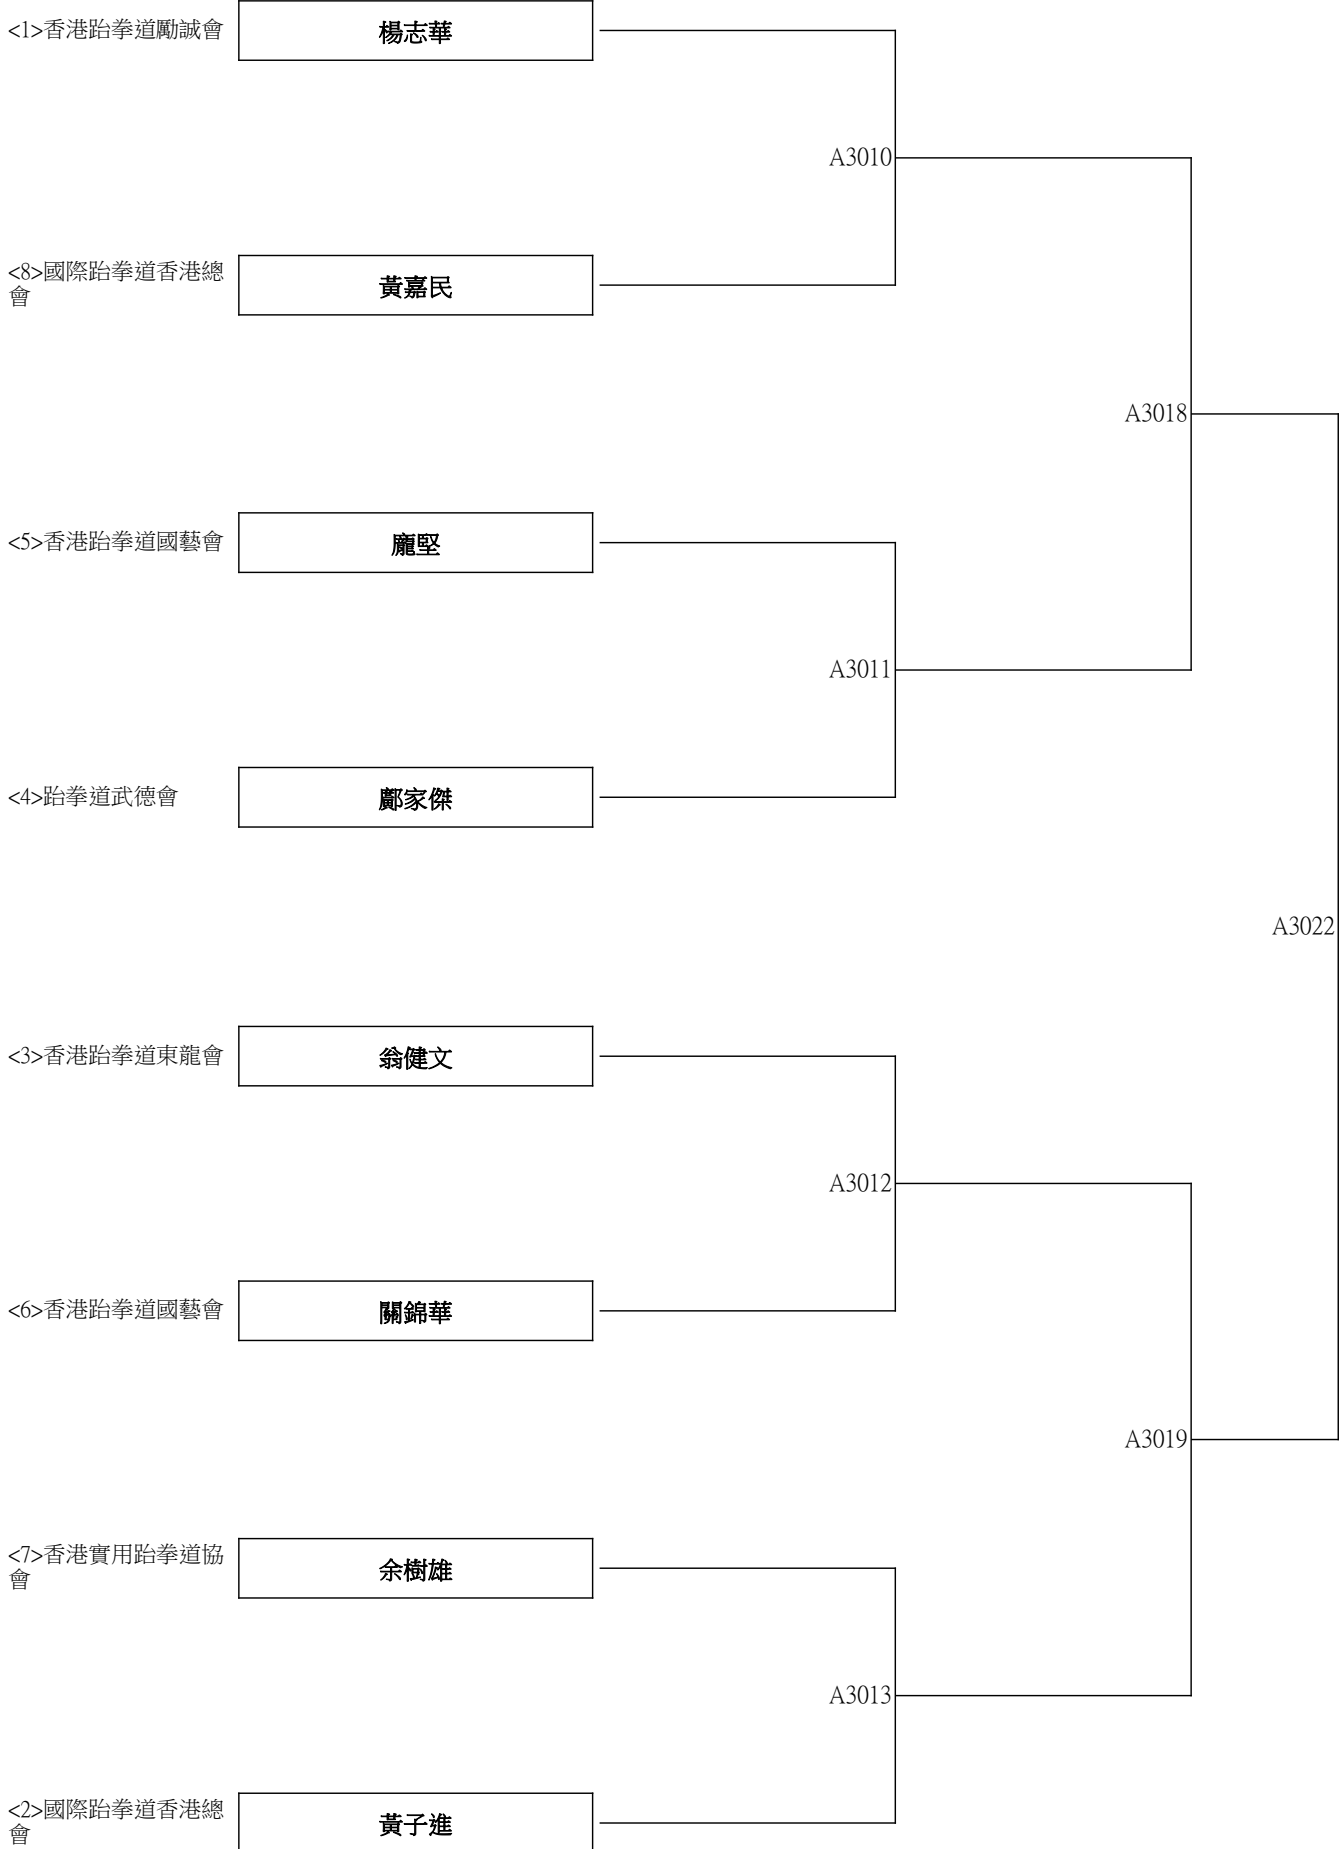 <1>香港跆拳道勵誠會
楊志華
A3010
<8>國際跆拳道香港總
會
黃嘉民
A3018
<5>香港跆拳道國藝會
龐堅
A3011
<4>跆拳道武德會
鄺家傑
A3022
<3>香港跆拳道東龍會
翁健文
A3012
<6>香港跆拳道國藝會
關錦華
A3019
<7>香港實用跆拳道協
會
余樹雄
A3013
<2>國際跆拳道香港總
會
黃子進